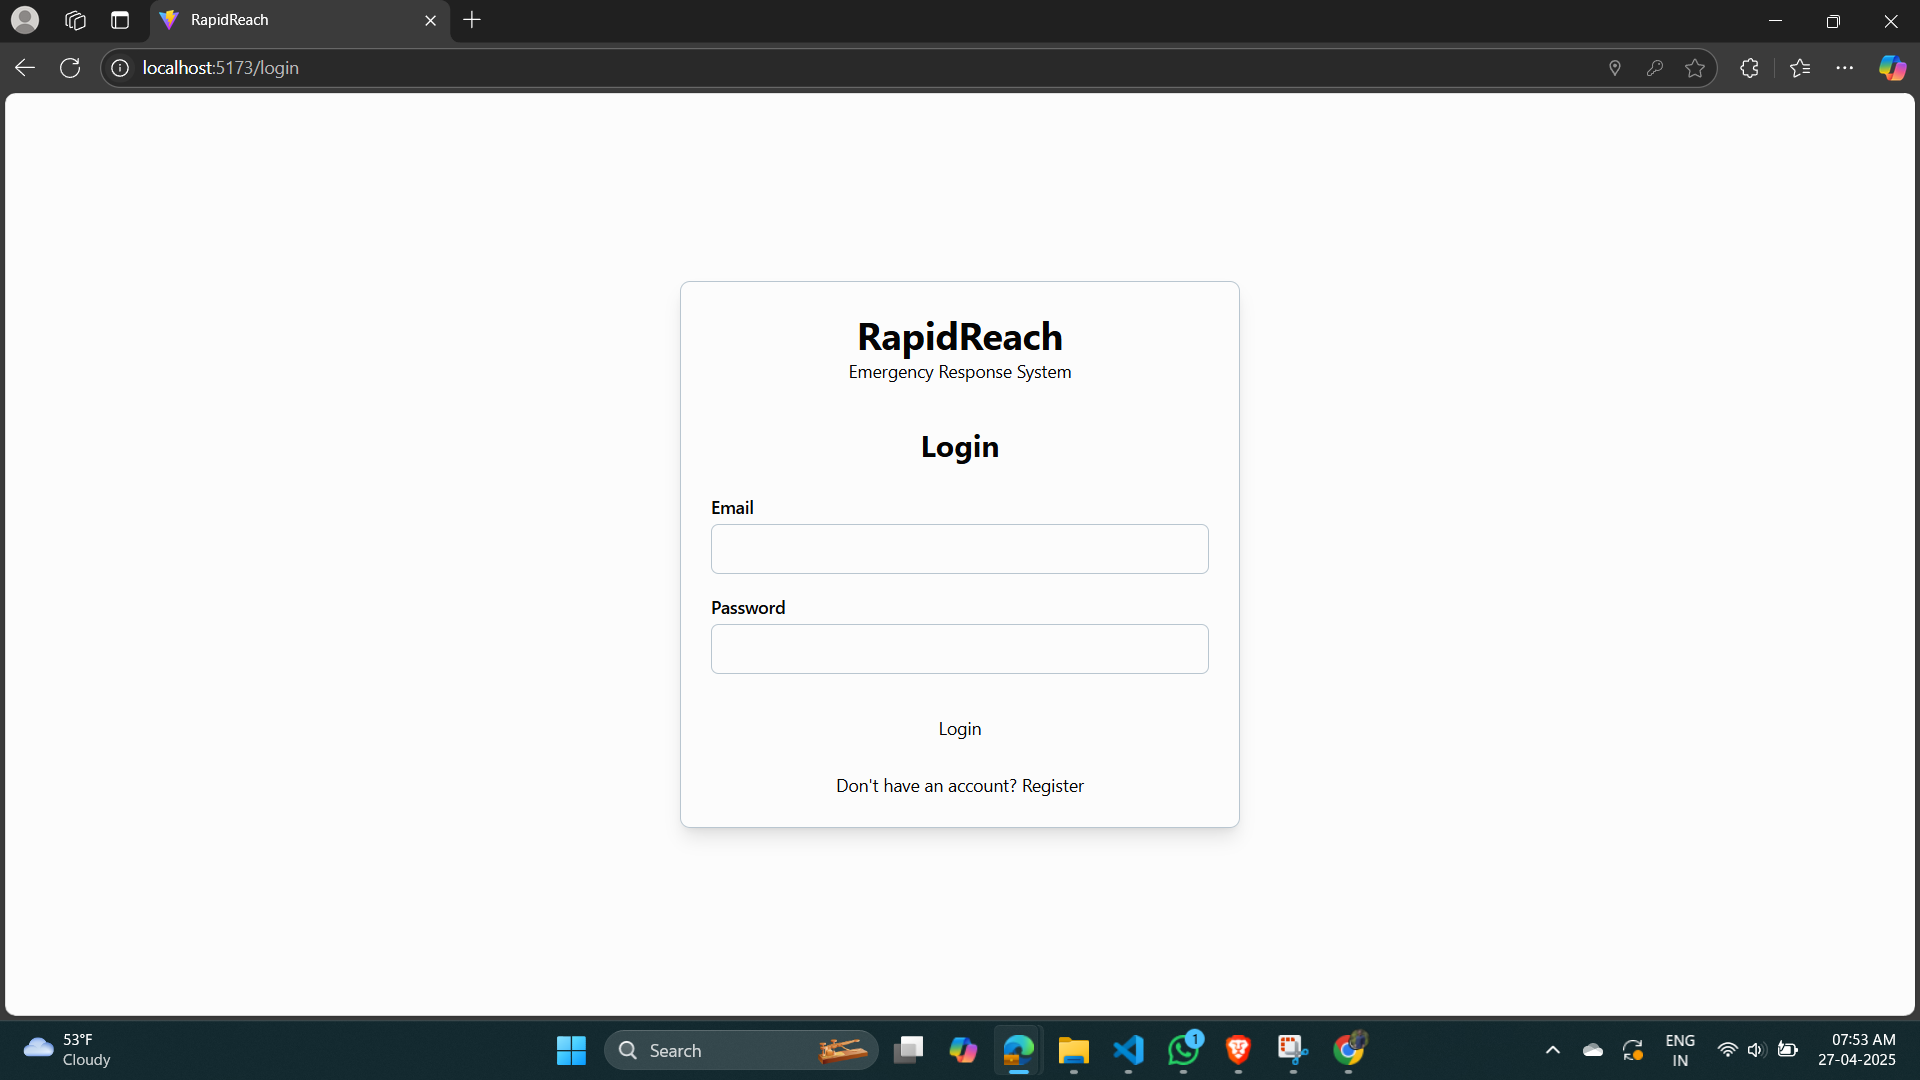 RapidReach
localhost:5173/login
RapidReach
Emergency Response System
Login
Email
Password
Login
Don't have an account? Register
53°F
Cloudy
Search
1
ENG
IN
07:53 AM
27-04-2025